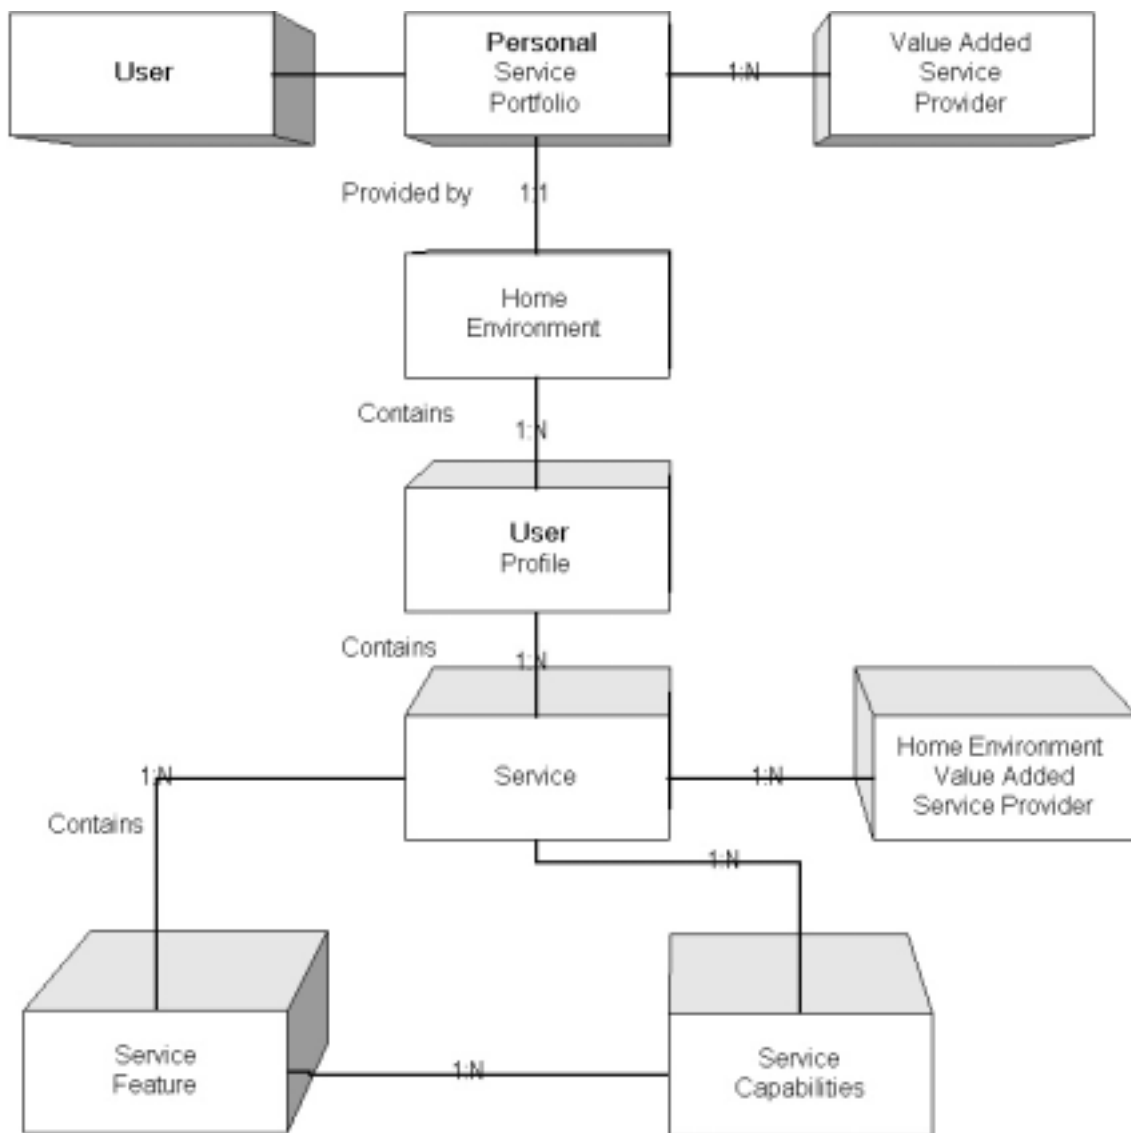 User
Personal
Service
Portfolio
1:N
Value Added
Service
Provider
Provided by
1:1
Home
Environment
Contains
1:N
User
Profile
Contains
1:N
Service
1:N
Home Environment
Value Added
Service Provider
1:N
Contains
1:N
Service
Feature
1:N
Service
Capabilities